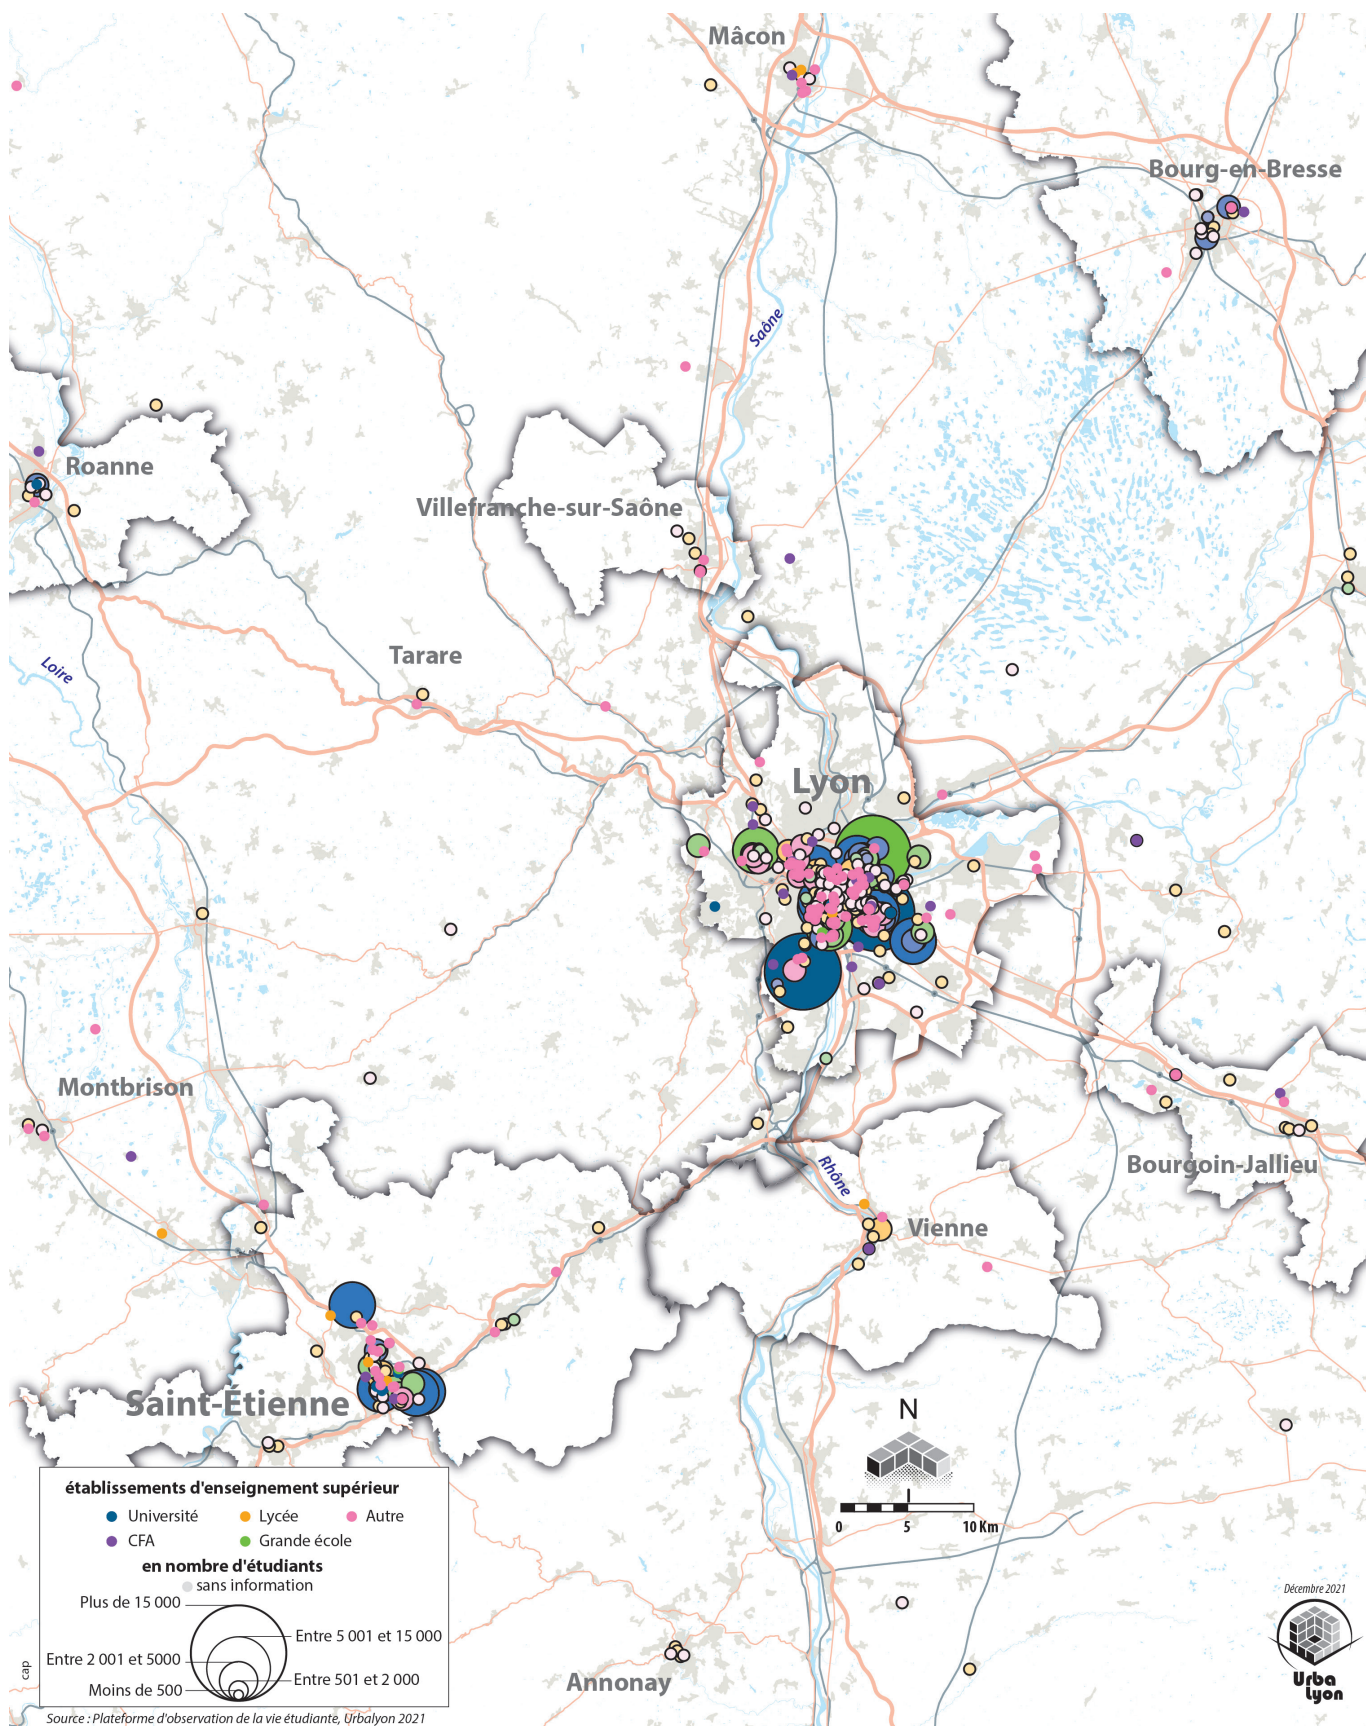 Mâcon
Bourg-en-Bresse
Saône
Roanne
Villefranche-sur-Saône
Tarare
Loire
Lyon
Montbrison
Bourgoin-Jallieu
Rhône
Vienne
Saint-Étienne
N
0 5 10 Km
établissements d'enseignement supérieur
Université Lycée Autre
CFA Grande école
en nombre d'étudiants
sans information
Plus de 15 000
Entre 5 001 et 15 000
Entre 2 001 et 5000
Entre 501 et 2 000
Moins de 500
cap
Source : Plateforme d'observation de la vie étudiante, Urbalyon 2021
Annonay
Décembre 2021
Urba
Lyon